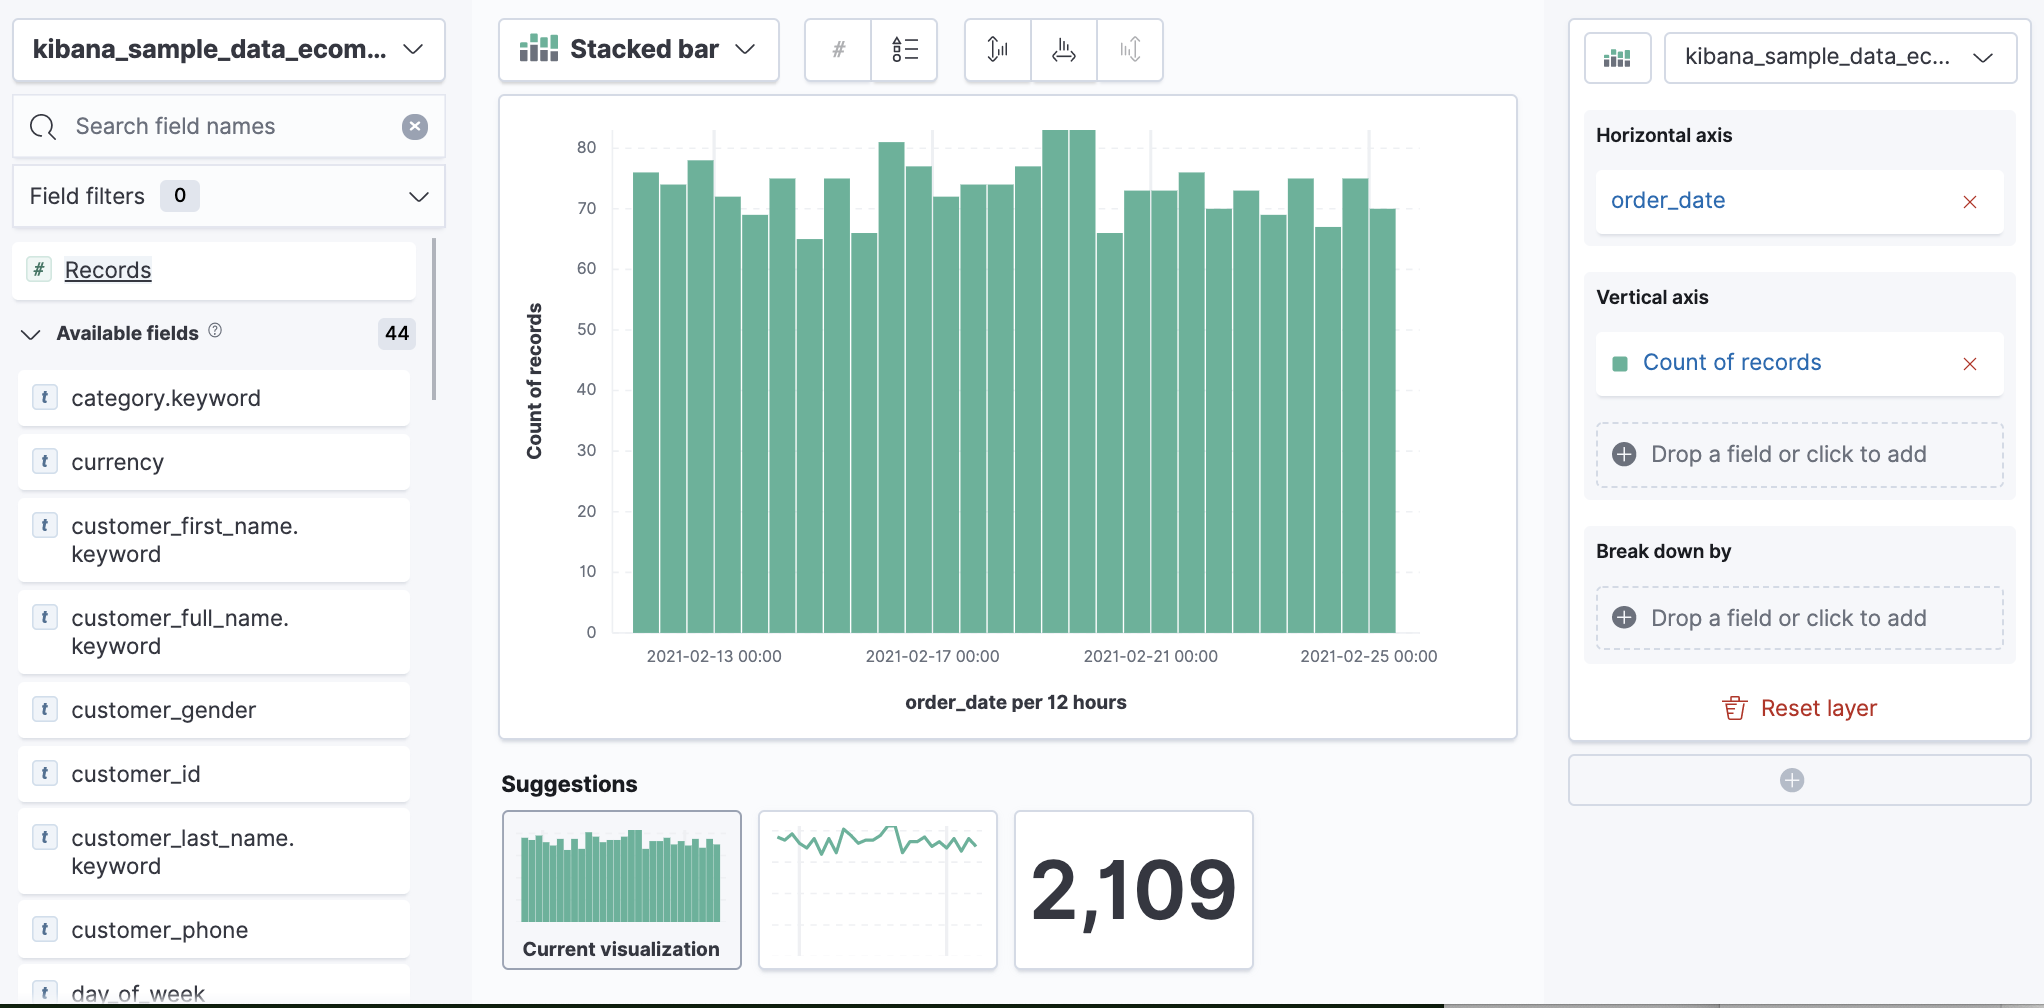 kibana_sample_data_ecom...
Search field names
Field filters 0
# Records
Available fields ? 44
t category.keyword
t currency
t customer_first_name.
keyword
t customer_full_name.
keyword
t customer_gender
t customer_id
t customer_last_name.
keyword
t customer_phone
t day_of_week
Stacked bar
#
80
70
60
50
40
30
20
10
0
Count of records
2021-02-13 00:00 2021-02-17 00:00 2021-02-21 00:00 2021-02-25 00:00
order_date per 12 hours
Suggestions
Current visualization
2,109
kibana_sample_data_ec...
Horizontal axis
order_date
Vertical axis
Count of records
Drop a field or click to add
Break down by
Drop a field or click to add
Reset layer